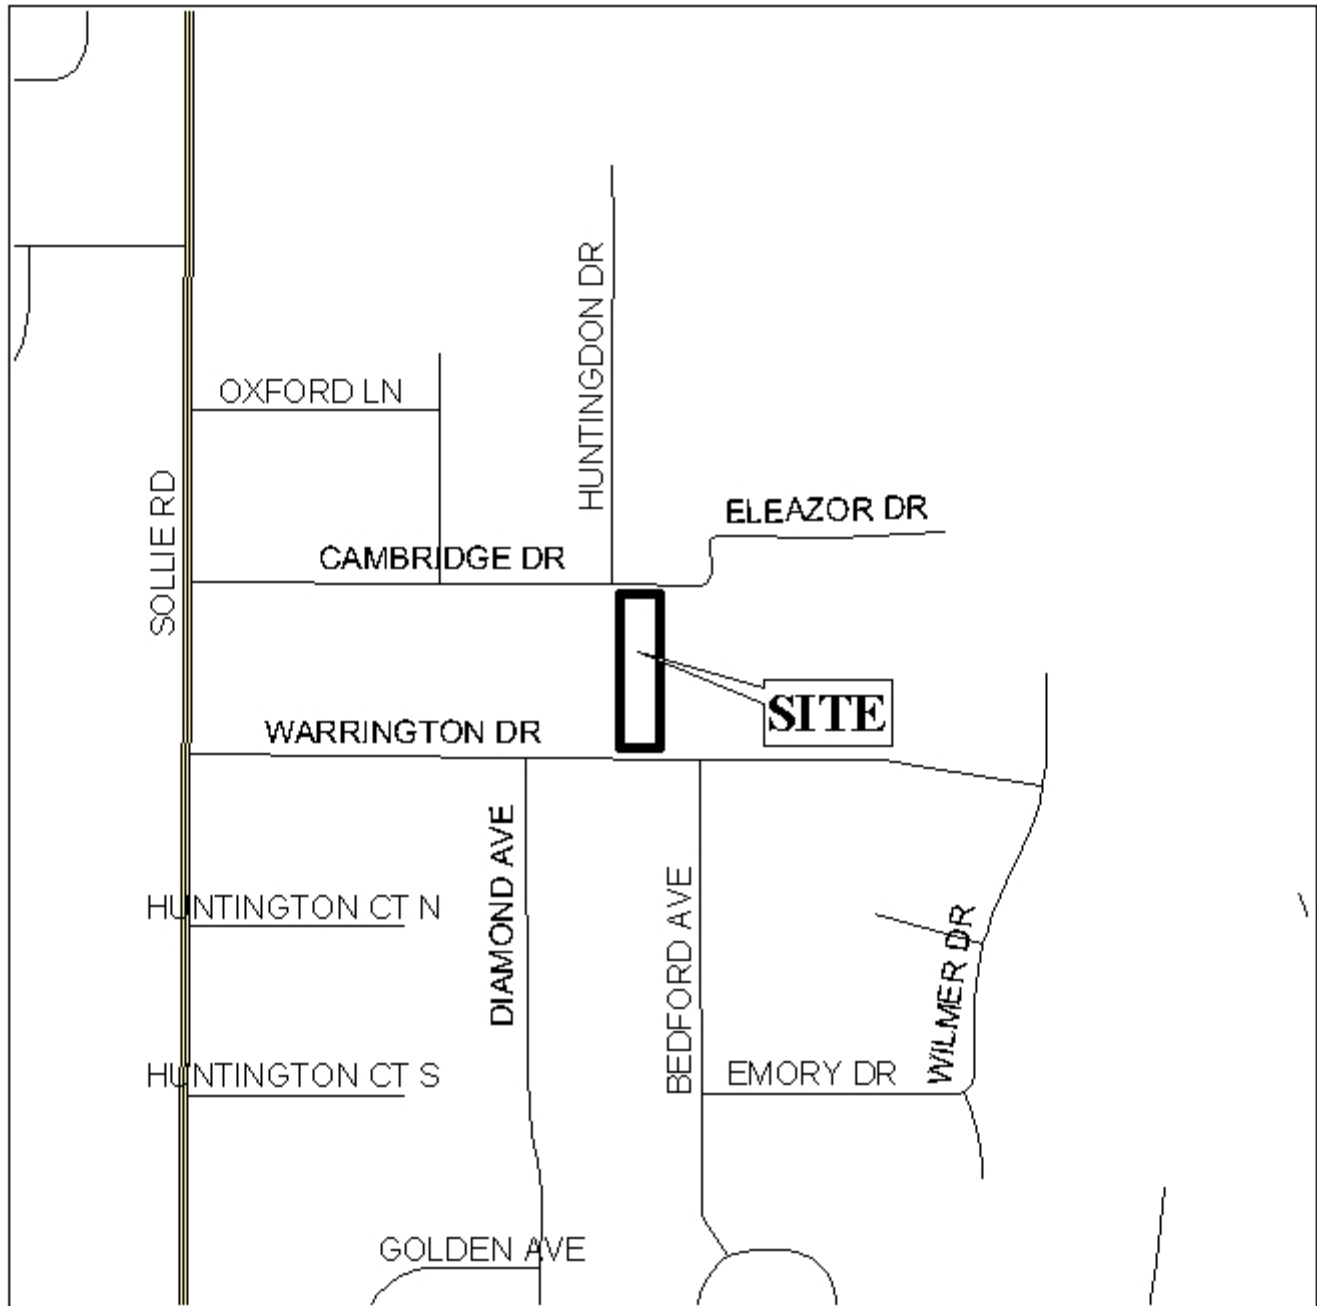 HUNTINGDON DR
OXFORD LN
SOLLIE RD
ELEAZOR DR
CAMBRIDGE DR
SITE
WARRINGTON DR
DIAMOND AVE
BEDFORD AVE
HUNTINGTON CT N
WILMER DR
HUNTINGTON CT S
EMORY DR
GOLDEN AVE